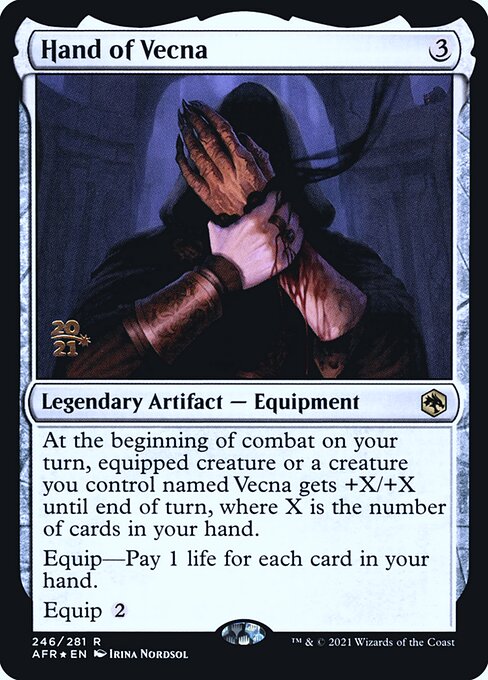 Hand of Vecna 3
20
21
Legendary Artifact — Equipment
At the beginning of combat on your
turn, equipped creature or a creature
you control named Vecna gets +X/+X
until end of turn, where X is the number
of cards in your hand.
Equip—Pay 1 life for each card in your
hand.
Equip 2
246/281 R
AFR★EN Irina Nordsol
™ & © 2021 Wizards of the Coast